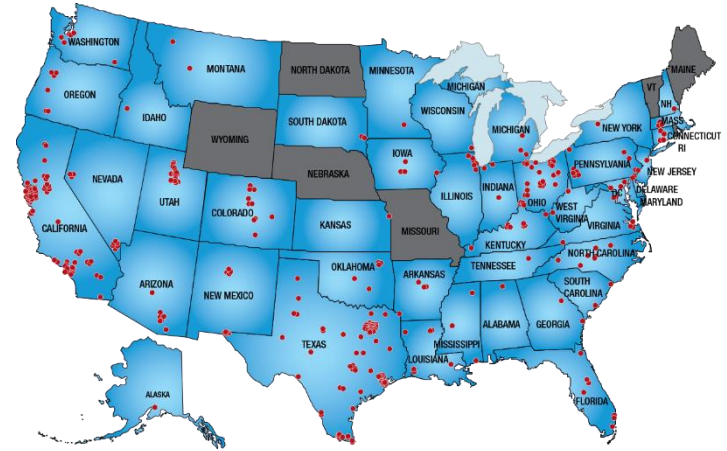 WASHINGTON
MONTANA
NORTH DAKOTA
MINNESOTA
MICHIGAN
VT
MAINE
NH
OREGON
IDAHO
SOUTH DAKOTA
WISCONSIN
MICHIGAN
NEW YORK
MASS
CONNECTICUT
RI
WYOMING
IOWA
PENNSYLVANIA
NEW JERSEY
NEBRASKA
NEVADA
UTAH
COLORADO
ILLINOIS
INDIANA
OHIO
WEST
VIRGINIA
DC
DELAWARE
MARYLAND
KANSAS
MISSOURI
KENTUCKY
VIRGINIA
CALIFORNIA
OKLAHOMA
ARKANSAS
TENNESSEE
NORTH CAROLINA
ARIZONA
NEW MEXICO
SOUTH
CAROLINA
TEXAS
MISSISSIPPI
ALABAMA
GEORGIA
LOUISIANA
ALASKA
FLORIDA